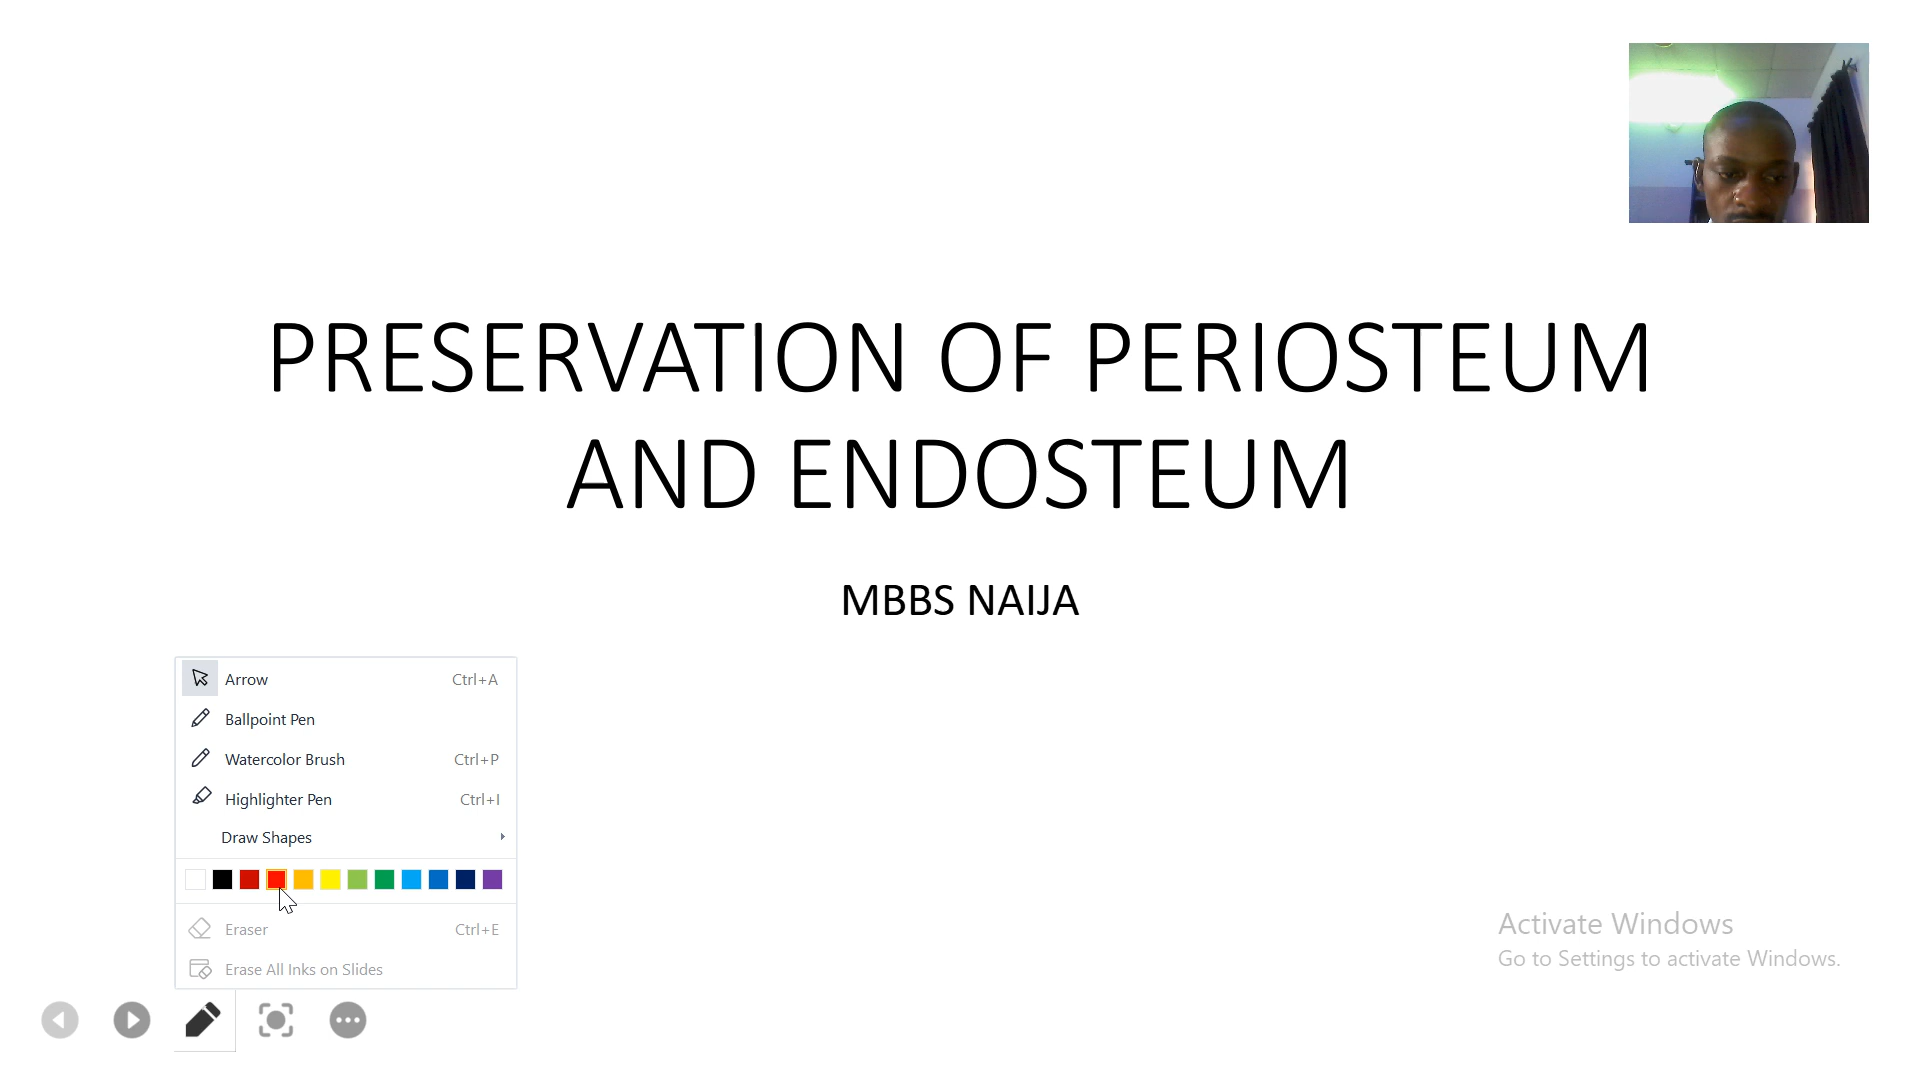 PRESERVATION OF PERIOSTEUM
AND ENDOSTEUM
MBBS NAIJA
Arrow Ctrl+A
Ballpoint Pen
Watercolor Brush Ctrl+P
Highlighter Pen Ctrl+I
Draw Shapes
Eraser Ctrl+E
Erase All Inks on Slides
Activate Windows
Go to Settings to activate Windows.